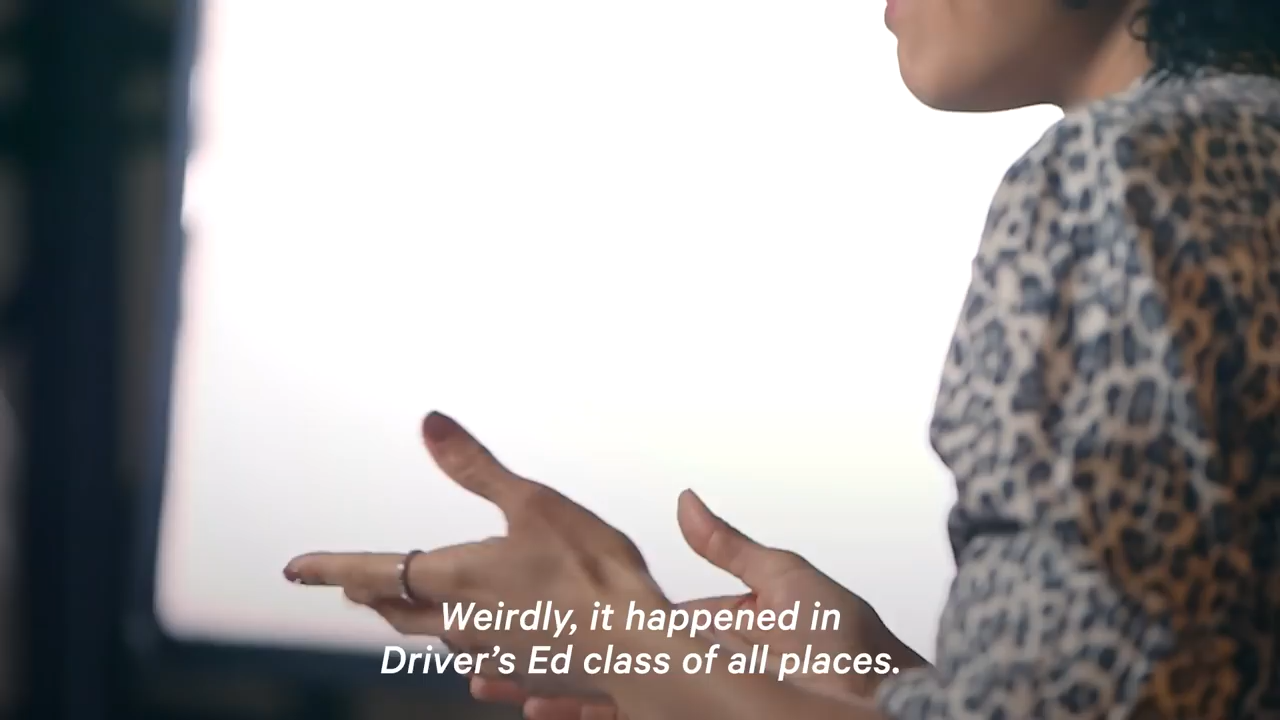 Weirdly, it happened in
Driver’s Ed class of all places.